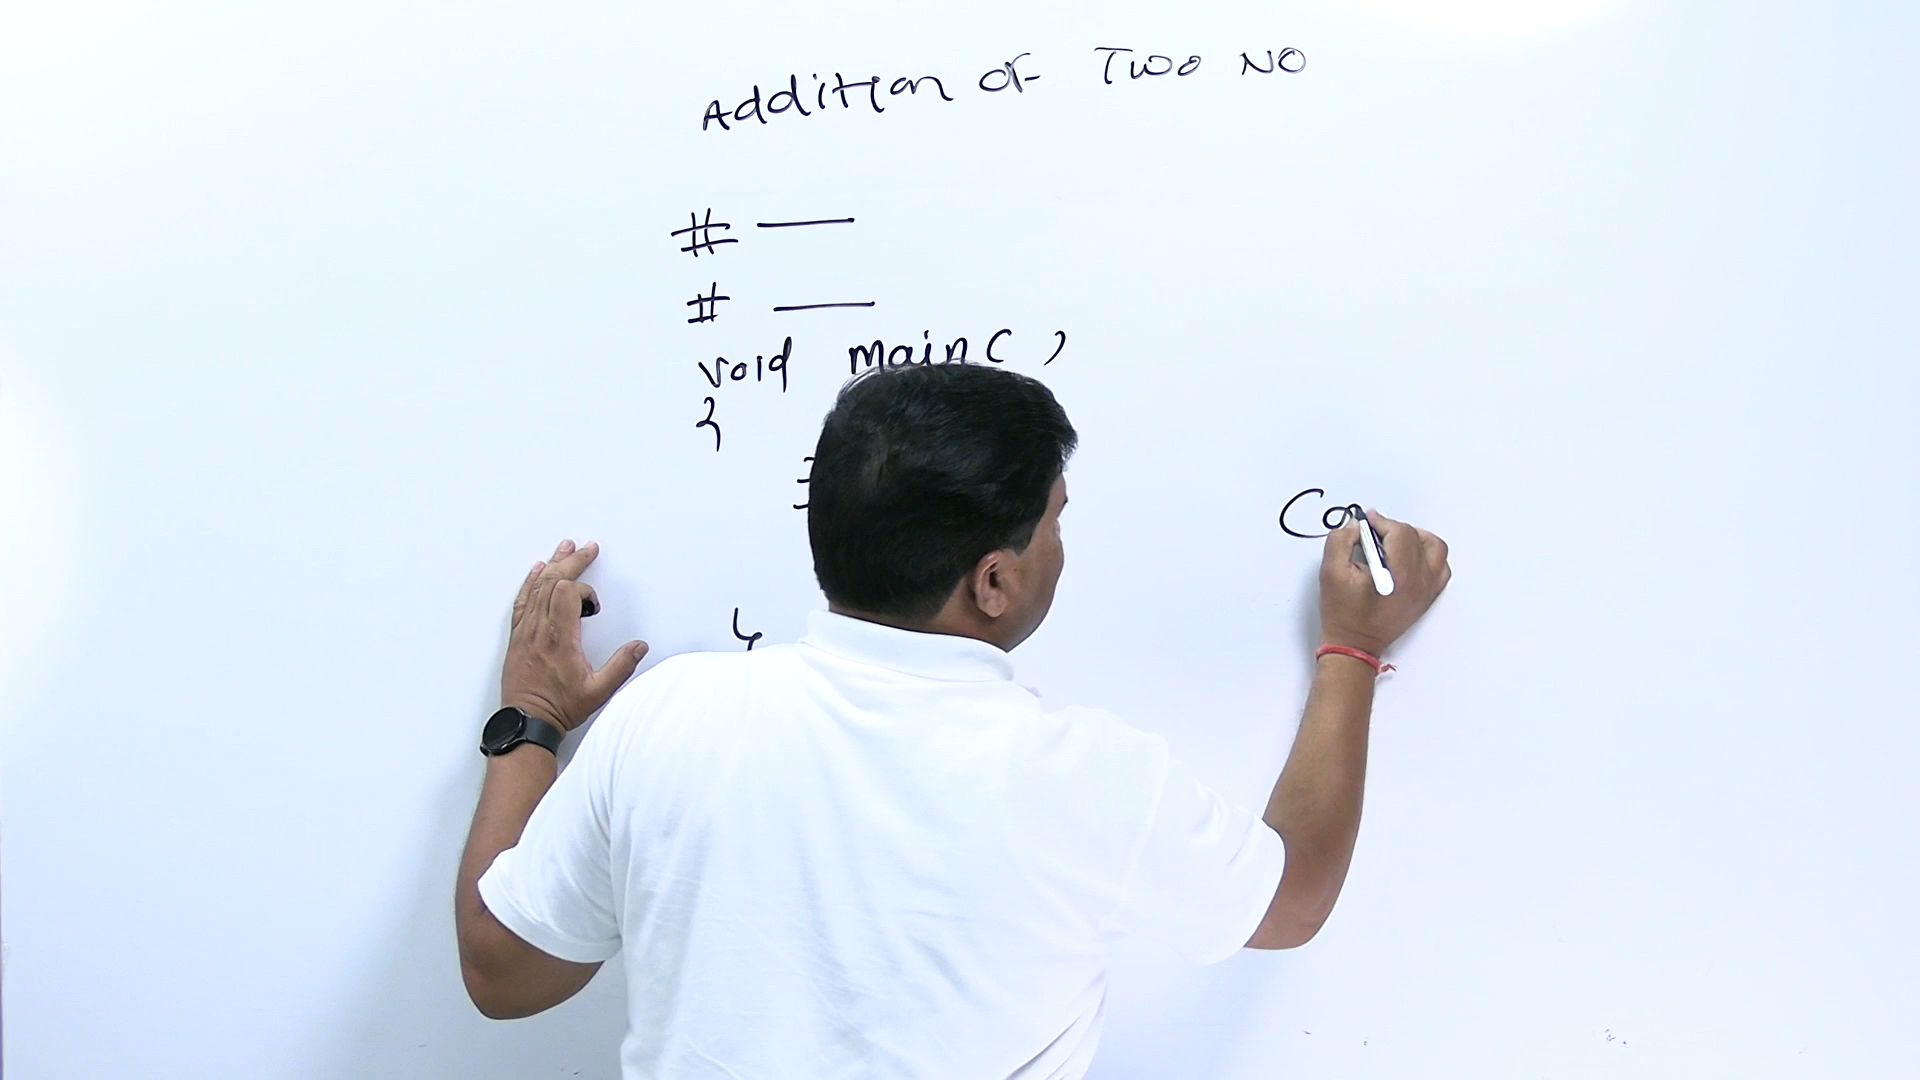 Addition of Two NO
#
#
void main( )
{
Co
}